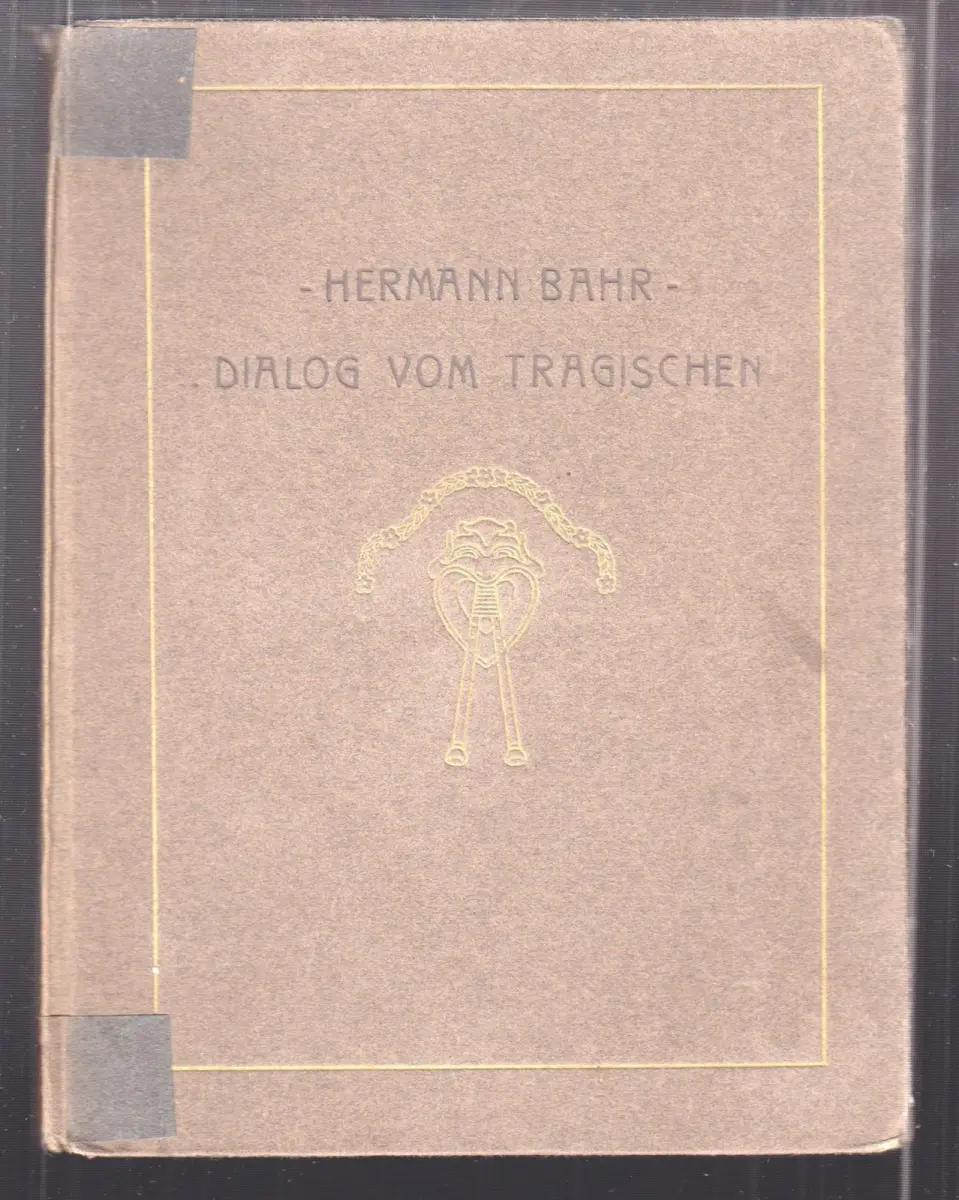 - HERMANN BAHR -
DIALOG VOM TRAGISCHEN